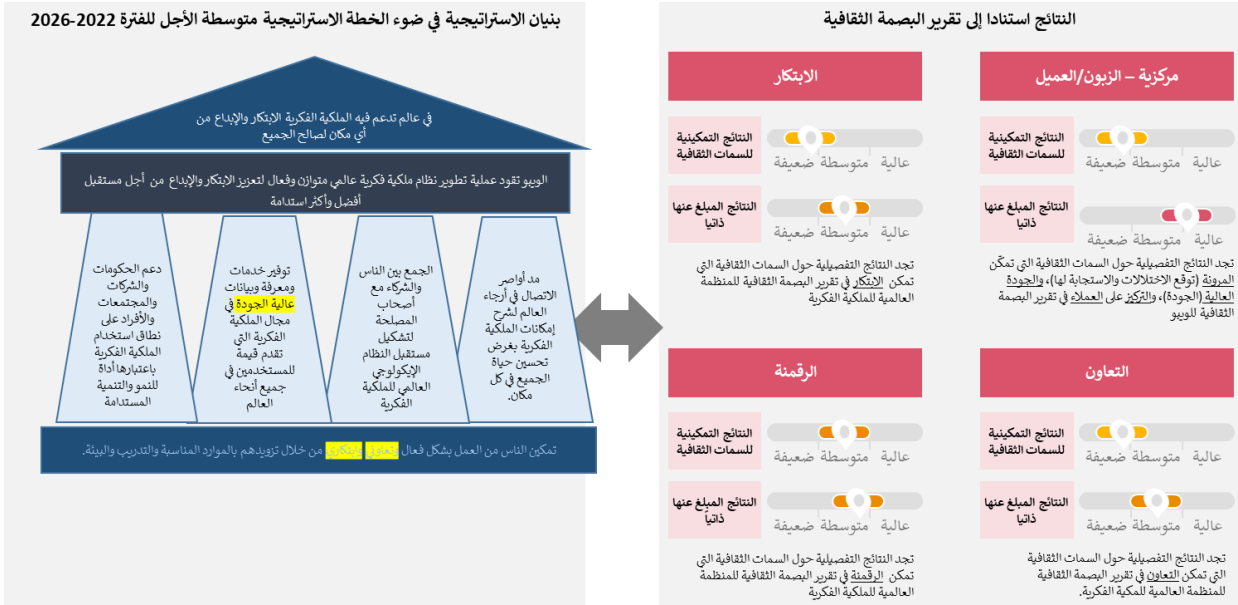 النتائج استنادا إلى تقرير البصمة الثقافية
مركزية – الزبون/العميل
النتائج التمكينية
للسمات الثقافية
عالية
متوسطة
ضعيفة
النتائج المبلغ عنها
ذاتيا
عالية
متوسطة
ضعيفة
تجد النتائج التفصيلية حول السمات الثقافية التي تمكّن
المرونة (توقع الاختلالات والاستجابة لها)، والجودة
العالية (الجودة)، والتركيز على العملاء في تقرير البصمة
الثقافية للويبو
الابتكار
النتائج التمكينية
للسمات الثقافية
عالية
متوسطة
ضعيفة
النتائج المبلغ عنها
ذاتيا
عالية
متوسطة
ضعيفة
تجد النتائج التفصيلية حول السمات الثقافية التي
تمكن الابتكار في تقرير البصمة الثقافية للمنظمة
العالمية للملكية الفكرية
التعاون
النتائج التمكينية
للسمات الثقافية
عالية
متوسطة
ضعيفة
النتائج المبلغ عنها
ذاتيا
عالية
متوسطة
ضعيفة
تجد النتائج التفصيلية حول السمات الثقافية
التي تمكن التعاون في تقرير البصمة الثقافية
للمنظمة العالمية للمكية الفكرية.
الرقمنة
النتائج التمكينية
للسمات الثقافية
عالية
متوسطة
ضعيفة
النتائج المبلغ عنها
ذاتياً
عالية
متوسطة
ضعيفة
تجد النتائج التفصيلية حول السمات الثقافية التي
تمكن الرقمنة في تقرير البصمة الثقافية للمنظمة
العالمية للملكية الفكرية
بنيان الاستراتيجية في ضوء الخطة الاستراتيجية متوسطة الأجل للفترة 2022-2026
في عالم تدعم فيه الملكية الفكرية الابتكار والإبداع من
أي مكان لصالح الجميع
الويبو تقود عملية تطوير نظام ملكية فكرية عالمي متوازن وفعال لتعزيز الابتكار والإبداع من أجل مستقبل
أفضل وأكثر استدامة
مد أواصر
الاتصال في أرجاء
العالم لشرح
إمكانات الملكية
الفكرية بغرض
تحسين حياة
الجميع في كل
مكان.
الجمع بين الناس
والشركاء مع
أصحاب
المصلحة
لتشكيل
مستقبل النظام
الإيكولوجي
العالمي للملكية
الفكرية
توفير خدمات
ومعرفة وبيانات
عالية الجودة في
مجال الملكية
الفكرية التي
تقدم قيمة
للمستخدمين في
جميع أنحاء
العالم
دعم الحكومات
والشركات
والمجتمعات
والأفراد على
نطاق استخدام
الملكية الفكرية
باعتبارها أداة
للنمو والتنمية
المستدامة
تمكين الناس من العمل بشكل فعال وتعاوني وابتكاري من خلال تزويدهم بالموارد المناسبة والتدريب والبيئة.